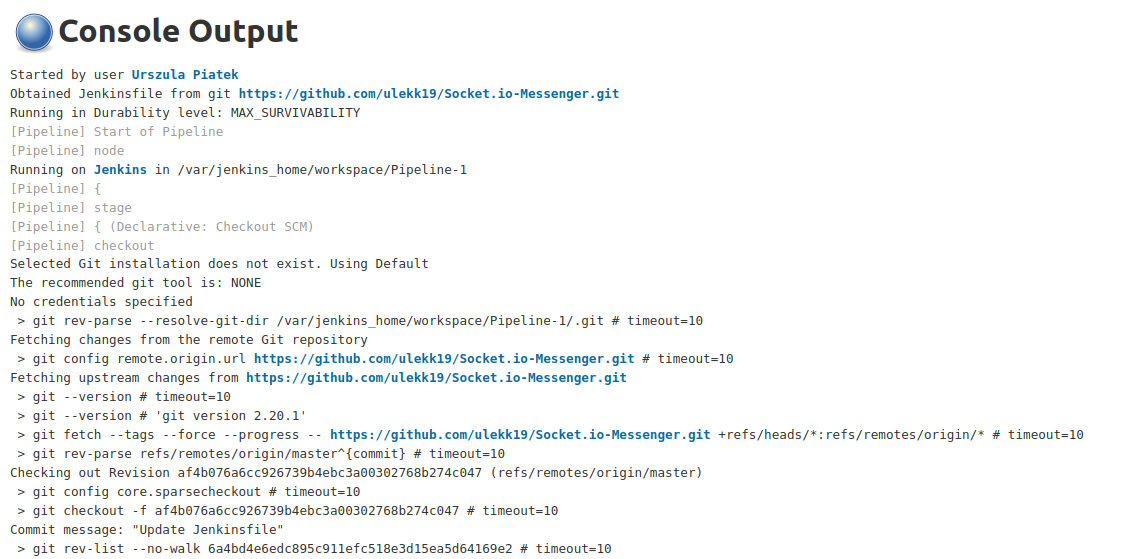 Console Output
Started by user Urszula Piatek
Obtained Jenkinsfile from git https://github.com/ulekk19/Socket.io-Messenger.git
Running in Durability level: MAX_SURVIVABILITY
[Pipeline] Start of Pipeline
[Pipeline] node
Running on Jenkins in /var/jenkins_home/workspace/Pipeline-1
[Pipeline] {
[Pipeline] stage
[Pipeline] { (Declarative: Checkout SCM)
[Pipeline] checkout
Selected Git installation does not exist. Using Default
The recommended git tool is: NONE
No credentials specified
 > git rev-parse --resolve-git-dir /var/jenkins_home/workspace/Pipeline-1/.git # timeout=10
Fetching changes from the remote Git repository
 > git config remote.origin.url https://github.com/ulekk19/Socket.io-Messenger.git # timeout=10
Fetching upstream changes from https://github.com/ulekk19/Socket.io-Messenger.git
 > git --version # timeout=10
 > git --version # 'git version 2.20.1'
 > git fetch --tags --force --progress -- https://github.com/ulekk19/Socket.io-Messenger.git +refs/heads/*:refs/remotes/origin/* # timeout=10
 > git rev-parse refs/remotes/origin/master^{commit} # timeout=10
Checking out Revision af4b076a6cc926739b4ebc3a00302768b274c047 (refs/remotes/origin/master)
 > git config core.sparsecheckout # timeout=10
 > git checkout -f af4b076a6cc926739b4ebc3a00302768b274c047 # timeout=10
Commit message: "Update Jenkinsfile"
 > git rev-list --no-walk 6a4bd4e6edc895c911efc518e3d15ea5d64169e2 # timeout=10